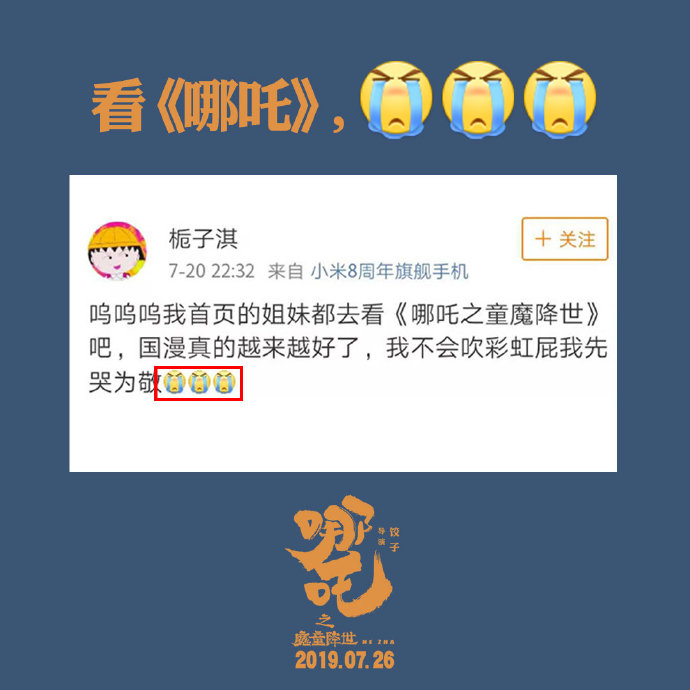 看《哪吒》,😭😭😭
栀子淇
+ 关注
7-20 22:32 来自 小米8周年旗舰手机
呜呜呜我首页的姐妹都去看《哪吒之童魔降世》
吧，国漫真的越来越好了，我不会吹彩虹屁我先
哭为敬😭😭😭
哪吒
导演
饺子
之
魔童降世 NE ZHA
2019.07.26